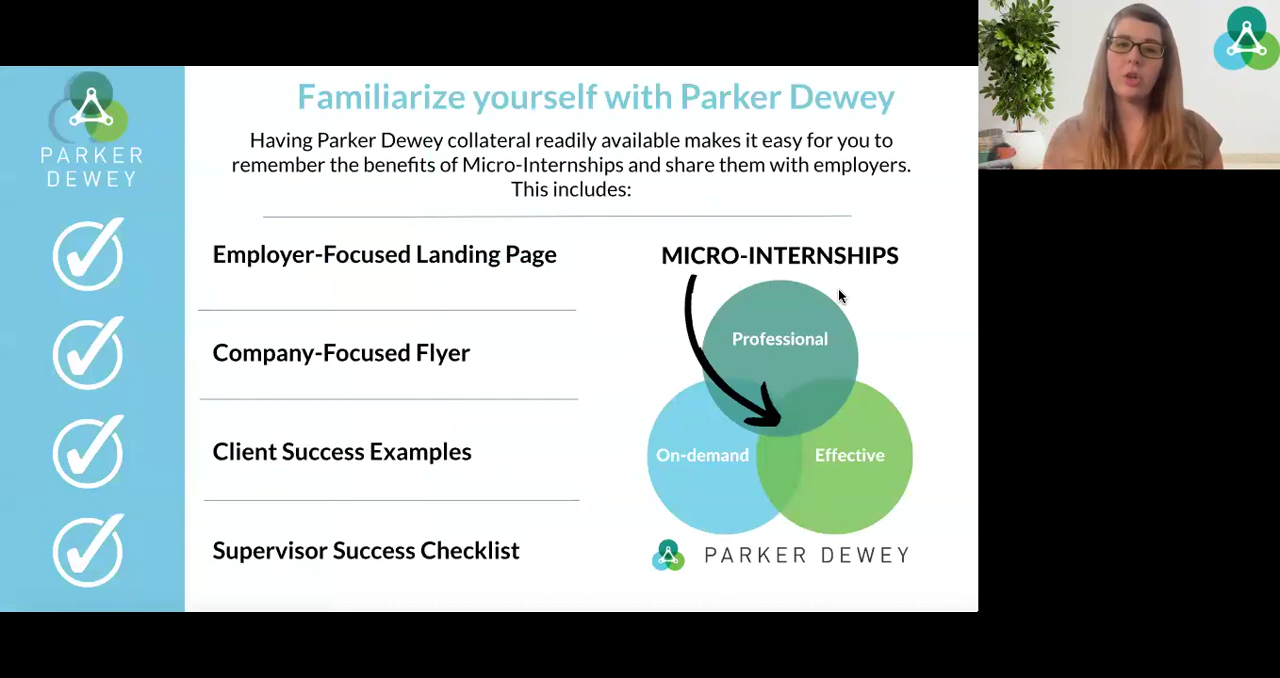 Familiarize yourself with Parker Dewey
Having Parker Dewey collateral readily available makes it easy for you to
remember the benefits of Micro-Internships and share them with employers.
This includes:
PARKER
DEWEY
Employer-Focused Landing Page
Company-Focused Flyer
Client Success Examples
Supervisor Success Checklist
MICRO-INTERNSHIPS
Professional
On-demand
Effective
PARKER DEWEY